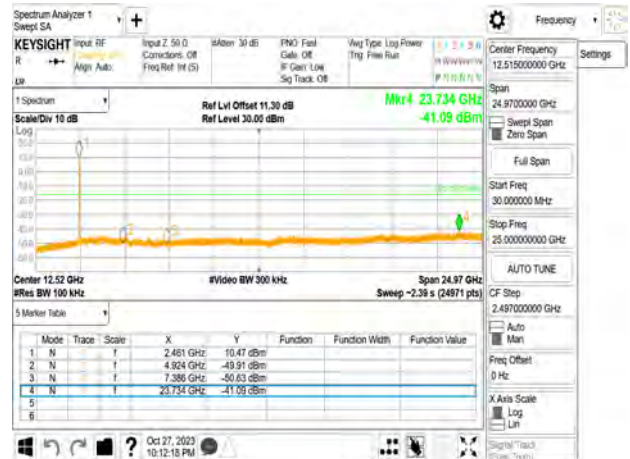 Spectrum Analyzer 1
Swept SA
+
Frequency
KEYSIGHT
R
Input: RF
Align: Auto
Input Z: 50 Ω
Corrections: Off
Freq Ref: Int (S)
#Atten: 30 dB
PNO: Fast
Gate: Off
IF Gain: Low
Sig Track: Off
Avg Type: Log-Power
Trig: Free Run
1 Spectrum
Scale/Div 10 dB
Log
Ref Lvl Offset 11.30 dB
Ref Level 30.00 dBm
Mkr4 23.734 GHz
-41.09 dBm
Center 12.52 GHz
#Res BW 100 kHz
#Video BW 300 kHz
Span 24.97 GHz
Sweep ~2.39 s (24971 pts)
5 Marker Table
Mode Trace Scale X Y Function Function Width Function Value
1 N f 2.461 GHz 10.47 dBm
2 N f 4.924 GHz -49.91 dBm
3 N f 7.386 GHz -50.63 dBm
4 N f 23.734 GHz -41.09 dBm
5
6
? Oct 27, 2023
10:12:18 PM
Center Frequency
12.515000000 GHz
Settings
Span
24.9700000 GHz
Swept Span
Zero Span
Full Span
Start Freq
30.000000 MHz
Stop Freq
25.000000000 GHz
AUTO TUNE
CF Step
2.497000000 GHz
Auto
Man
Freq Offset
0 Hz
X Axis Scale
Log
Lin